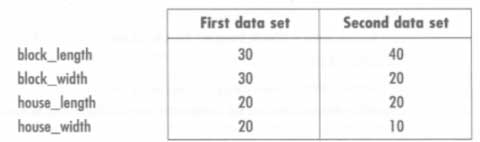 First data set Second data set
block_length 30 40
block_width 30 20
house_length 20 20
house_width 20 10